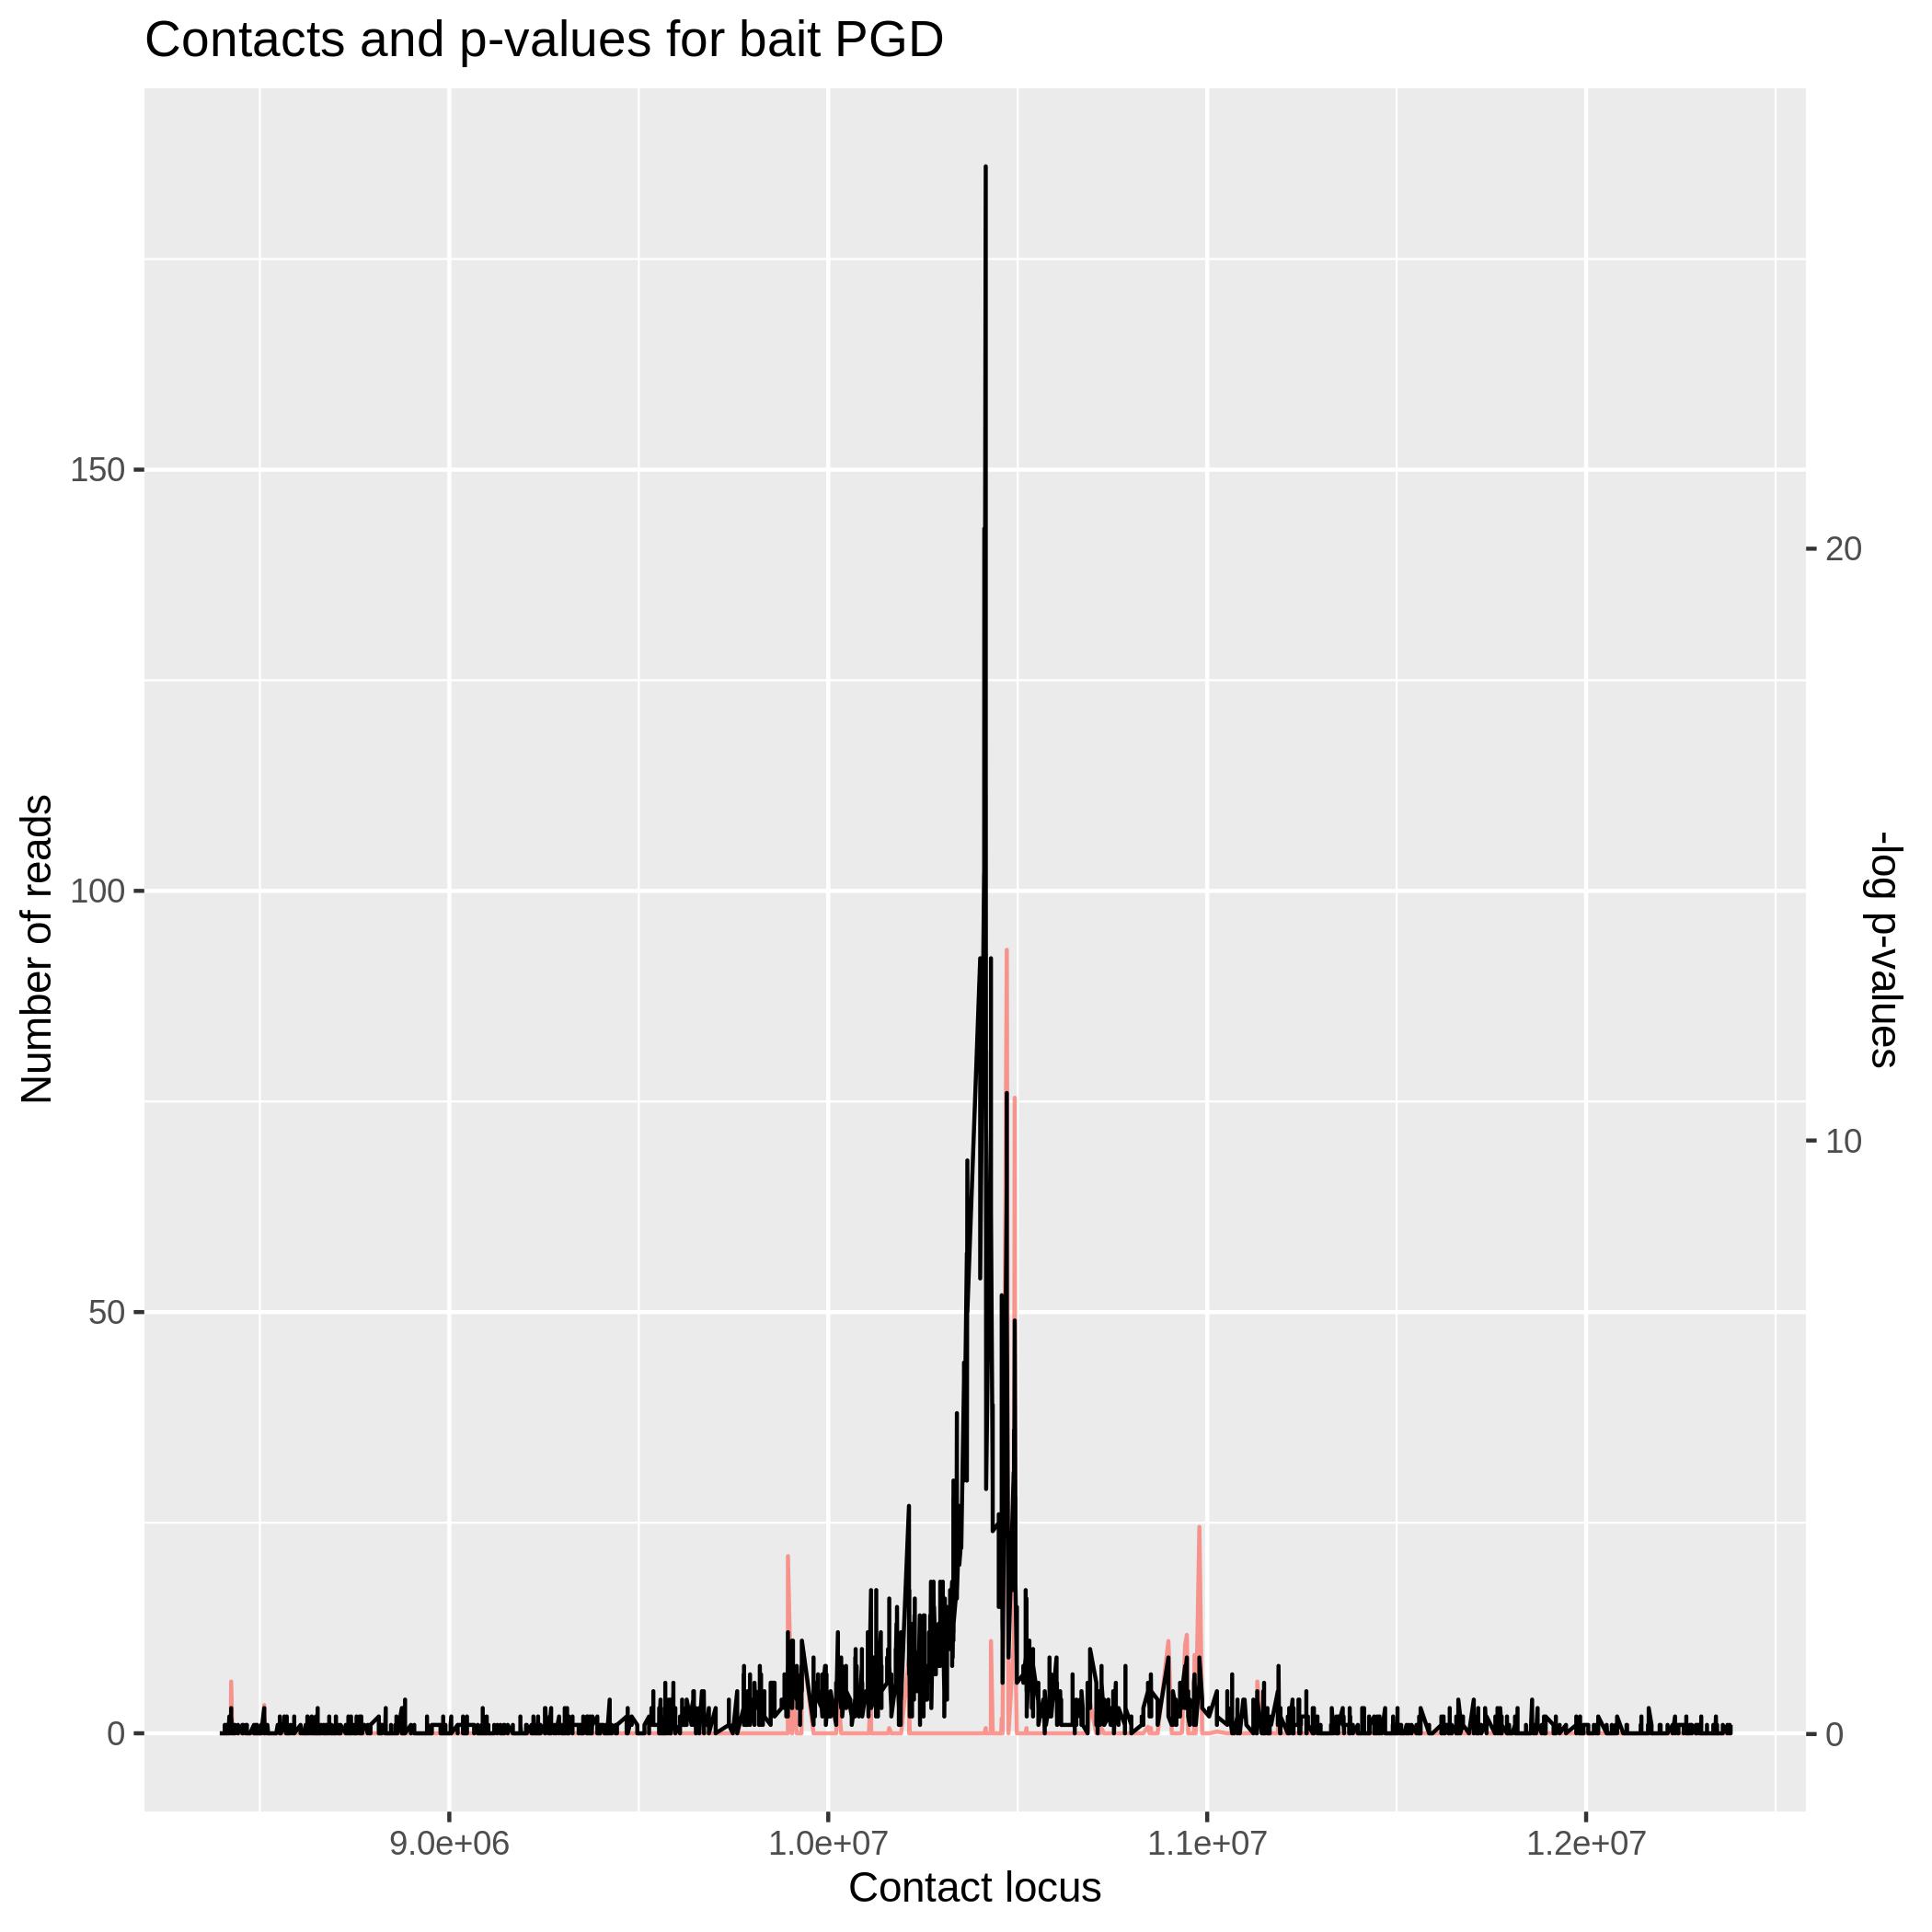 Contacts and p-values for bait PGD
Number of reads
150
100
50
0
20
10
0
-log p-values
9.0e+06 1.0e+07 1.1e+07 1.2e+07
Contact locus